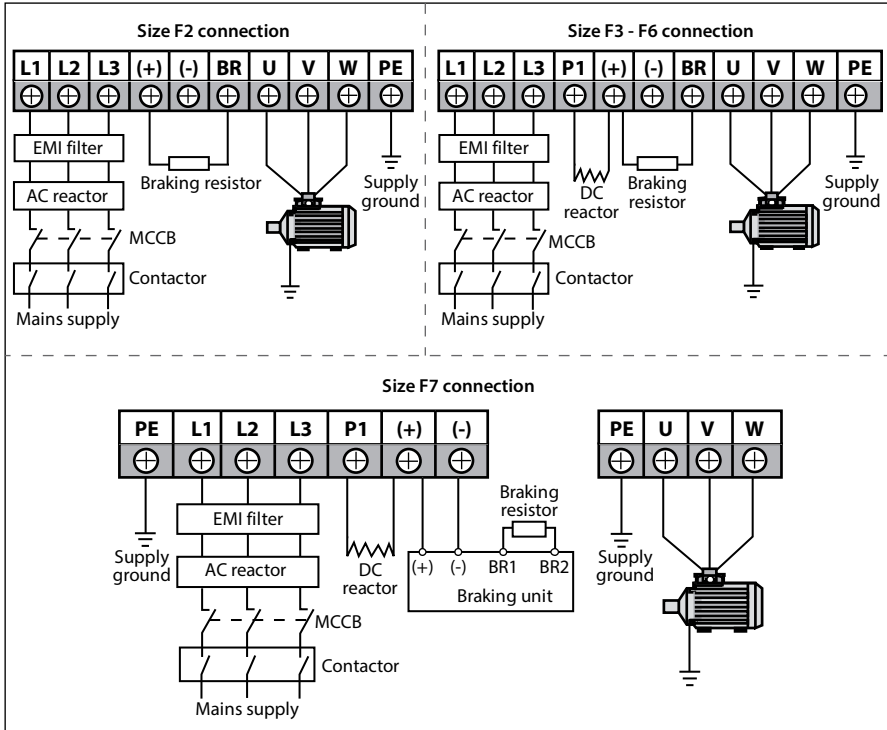 Size F2 connection
L1 L2 L3 (+) (-) BR U V W PE
EMI filter
AC reactor
MCCB
Contactor
Mains supply
Braking resistor
Supply
ground
Size F3 - F6 connection
L1 L2 L3 P1 (+) (-) BR U V W PE
EMI filter
AC reactor
MCCB
Contactor
Mains supply
DC
reactor
Braking
resistor
Supply
ground
Size F7 connection
PE L1 L2 L3 P1 (+) (-)
Supply
ground
EMI filter
AC reactor
MCCB
Contactor
Mains supply
DC
reactor
Braking
resistor
(+) (-) BR1 BR2
Braking unit
PE U V W
Supply
ground